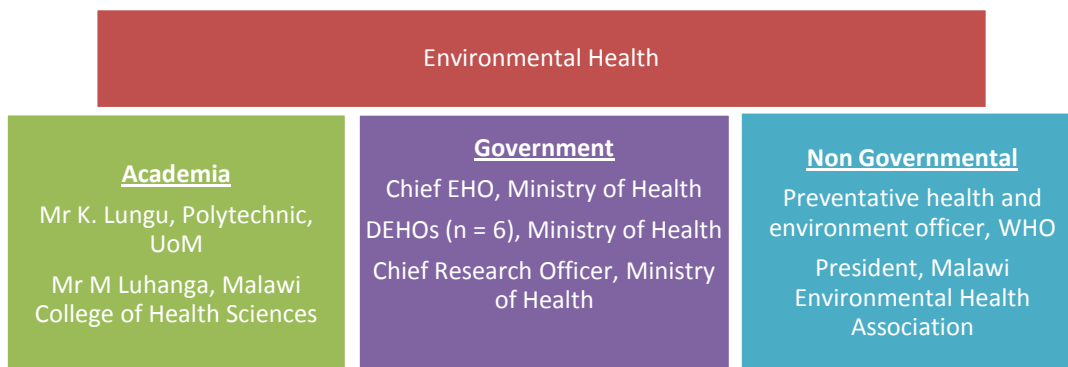 Environmental Health
Academia
Mr K. Lungu, Polytechnic,
UoM
Mr M Luhanga, Malawi
College of Health Sciences
Government
Chief EHO, Ministry of Health
DEHOs (n = 6), Ministry of Health
Chief Research Officer, Ministry
of Health
Non Governmental
Preventative health and
environment officer, WHO
President, Malawi
Environmental Health
Association